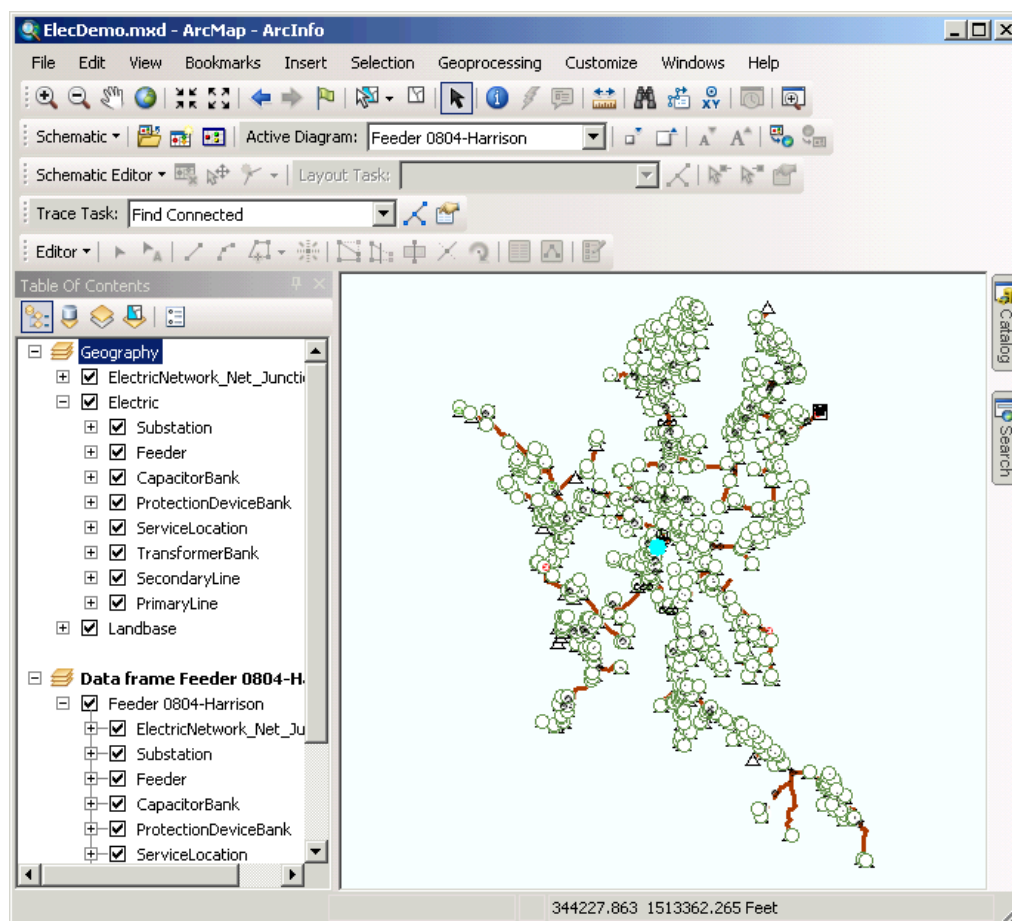 ElecDemo.mxd - ArcMap - ArcInfo
File Edit View Bookmarks Insert Selection Geoprocessing Customize Windows Help
XY
Schematic Active Diagram: Feeder 0804-Harrison A A
Schematic Editor Layout Task:
Trace Task: Find Connected
Editor A
Table Of Contents
Geography
ElectricNetwork_Net_Juncti
Electric
Substation
Feeder
CapacitorBank
ProtectionDeviceBank
ServiceLocation
TransformerBank
SecondaryLine
PrimaryLine
Landbase
Data frame Feeder 0804-H
Feeder 0804-Harrison
ElectricNetwork_Net_Ju
Substation
Feeder
CapacitorBank
ProtectionDeviceBank
ServiceLocation
Catalog
Search
344227.863 1513362.265 Feet